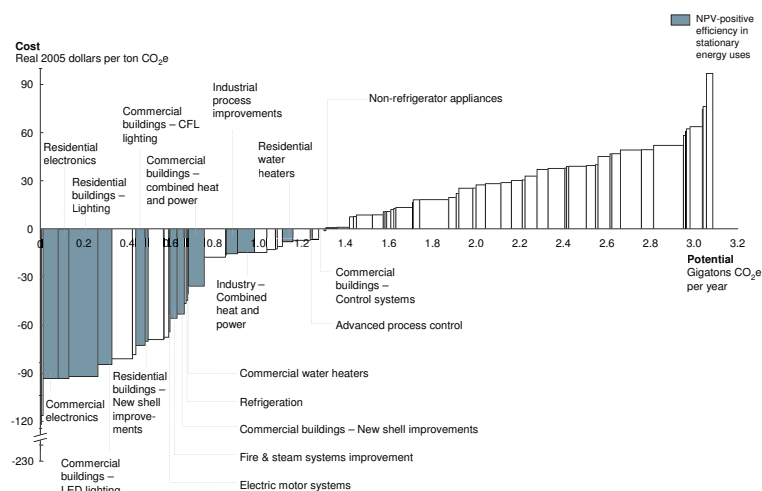 NPV-positive
efficiency in
stationary
energy uses
Cost
Real 2005 dollars per ton CO2e
90
60
30
0
-30
-60
-90
-120
-230
Residential
electronics
Residential
buildings –
Lighting
Commercial
buildings – CFL
lighting
Commercial
buildings –
combined heat
and power
Industrial
process
improvements
Residential
water
heaters
Non-refrigerator appliances
0 0.2 0.4 0.6 0.8 1.0 1.2 1.4 1.6 1.8 2.0 2.2 2.4 2.6 2.8 3.0 3.2
Potential
Gigatons CO2e
per year
Industry –
Combined
heat and
power
Commercial
buildings –
Control systems
Advanced process control
Commercial
electronics
Residential
buildings –
New shell
improve-
ments
Commercial water heaters
Refrigeration
Commercial buildings – New shell improvements
Fire & steam systems improvement
Electric motor systems
Commercial
buildings –
LED lighting